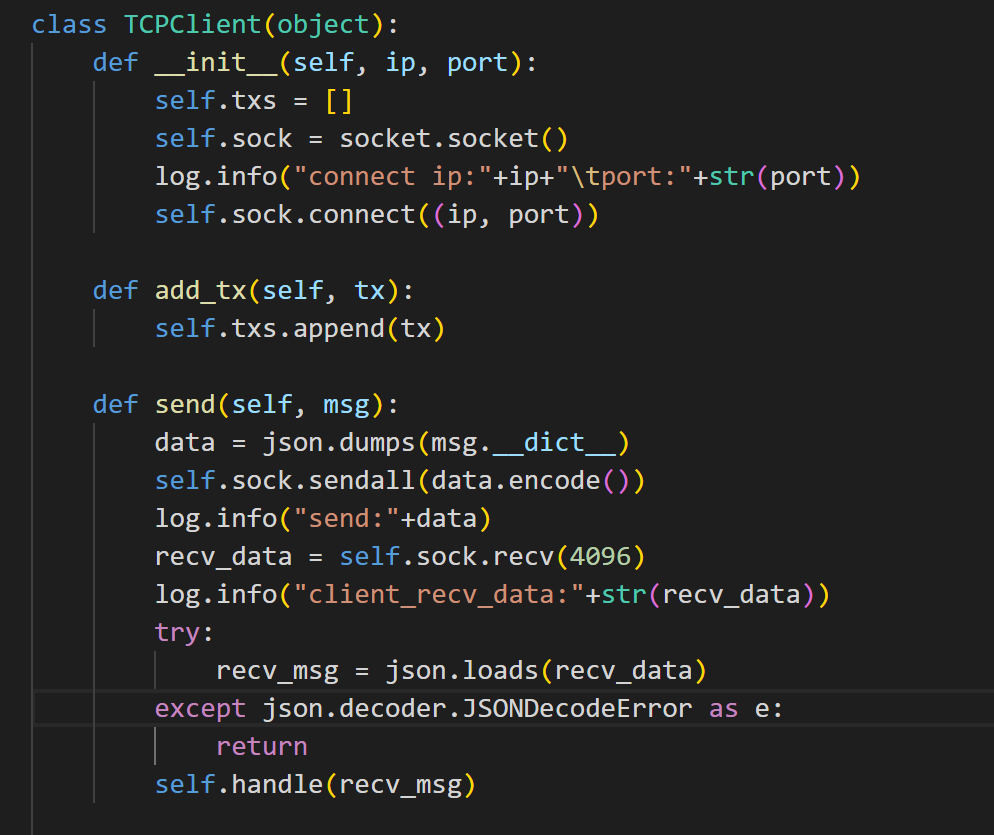 class TCPClient(object):
    def __init__(self, ip, port):
        self.txs = []
        self.sock = socket.socket()
        log.info("connect ip:"+ip+"\tport:"+str(port))
        self.sock.connect((ip, port))

    def add_tx(self, tx):
        self.txs.append(tx)

    def send(self, msg):
        data = json.dumps(msg.__dict__)
        self.sock.sendall(data.encode())
        log.info("send:"+data)
        recv_data = self.sock.recv(4096)
        log.info("client_recv_data:"+str(recv_data))
        try:
            recv_msg = json.loads(recv_data)
        except json.decoder.JSONDecodeError as e:
            return
        self.handle(recv_msg)